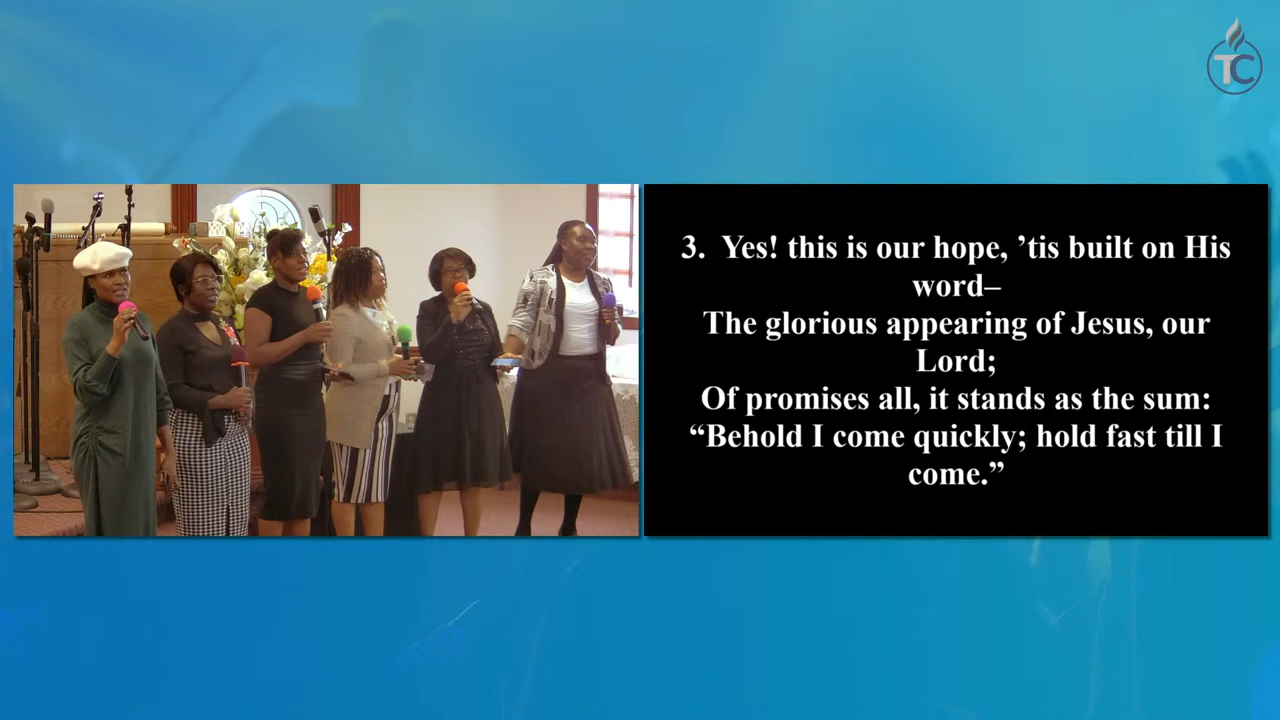 TC
3. Yes! this is our hope, ’tis built on His
word–
The glorious appearing of Jesus, our
Lord;
Of promises all, it stands as the sum:
“Behold I come quickly; hold fast till I
come.”